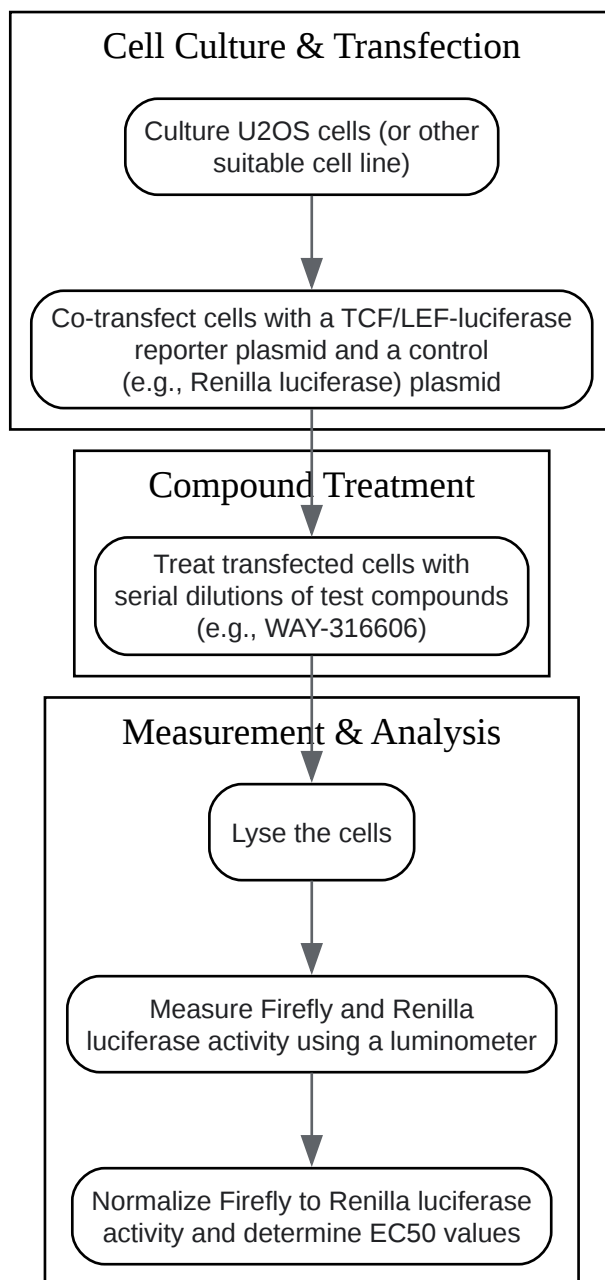 Cell Culture & Transfection
Culture U2OS cells (or other
suitable cell line)
Co-transfect cells with a TCF/LEF-luciferase
reporter plasmid and a control
(e.g., Renilla luciferase) plasmid
Compound Treatment
Treat transfected cells with
serial dilutions of test compounds
(e.g., WAY-316606)
Measurement & Analysis
Lyse the cells
Measure Firefly and Renilla
luciferase activity using a luminometer
Normalize Firefly to Renilla luciferase
activity and determine EC50 values